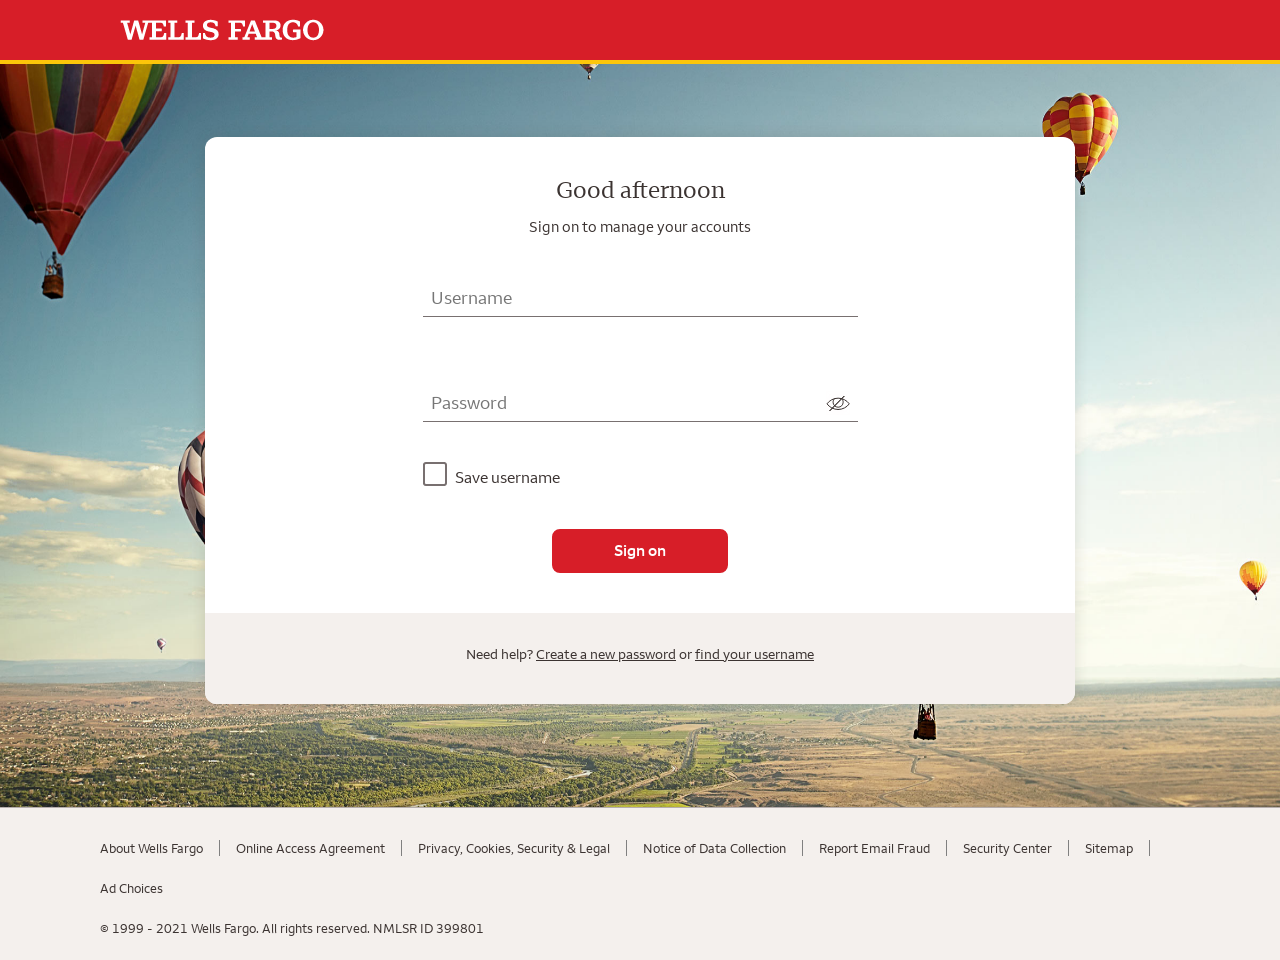 WELLS FARGO
Good afternoon
Sign on to manage your accounts
Username
Password
Save username
Sign on
Need help? Create a new password or find your username
About Wells Fargo
Online Access Agreement
Privacy, Cookies, Security & Legal
Notice of Data Collection
Report Email Fraud
Security Center
Sitemap
Ad Choices
© 1999 - 2021 Wells Fargo. All rights reserved. NMLSR ID 399801